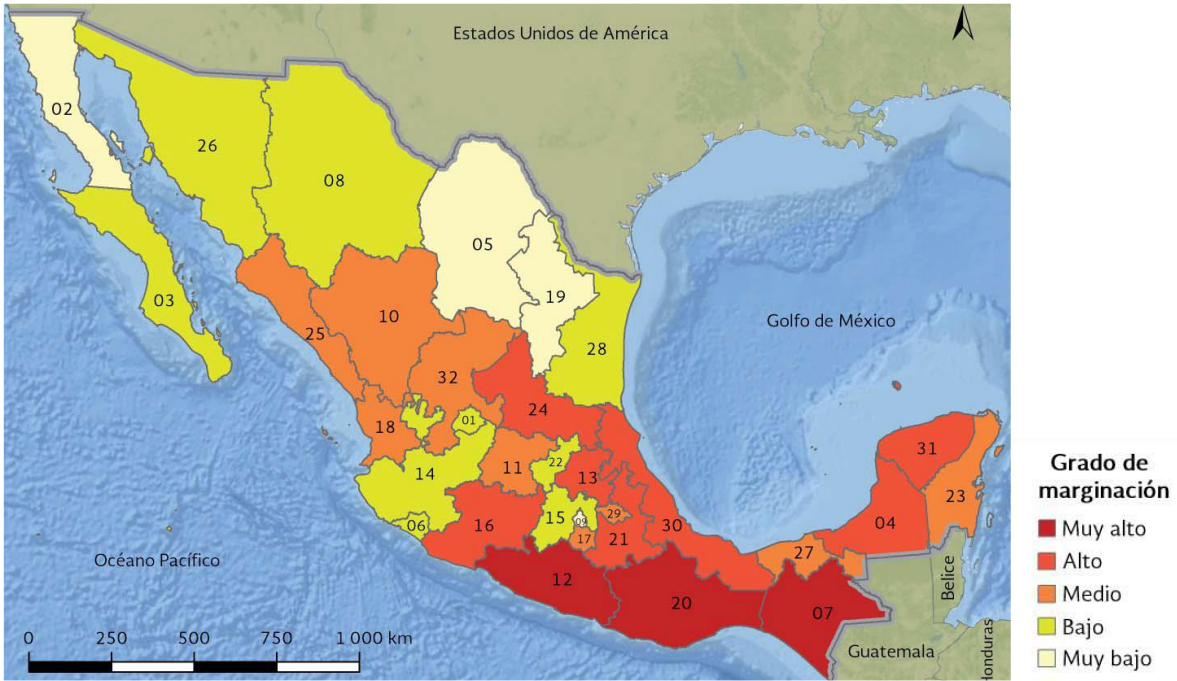 Estados Unidos de América
02
26
08
05
19
03
10
25
28
Golfo de México
32
24
18
01
31
11
22
13
14
23
15
09
29
06
16
17
21
30
04
27
Océano Pacífico
12
20
07
Belice
Guatemala
Honduras
0 250 500 750 1 000 km
Grado de
marginación
Muy alto
Alto
Medio
Bajo
Muy bajo